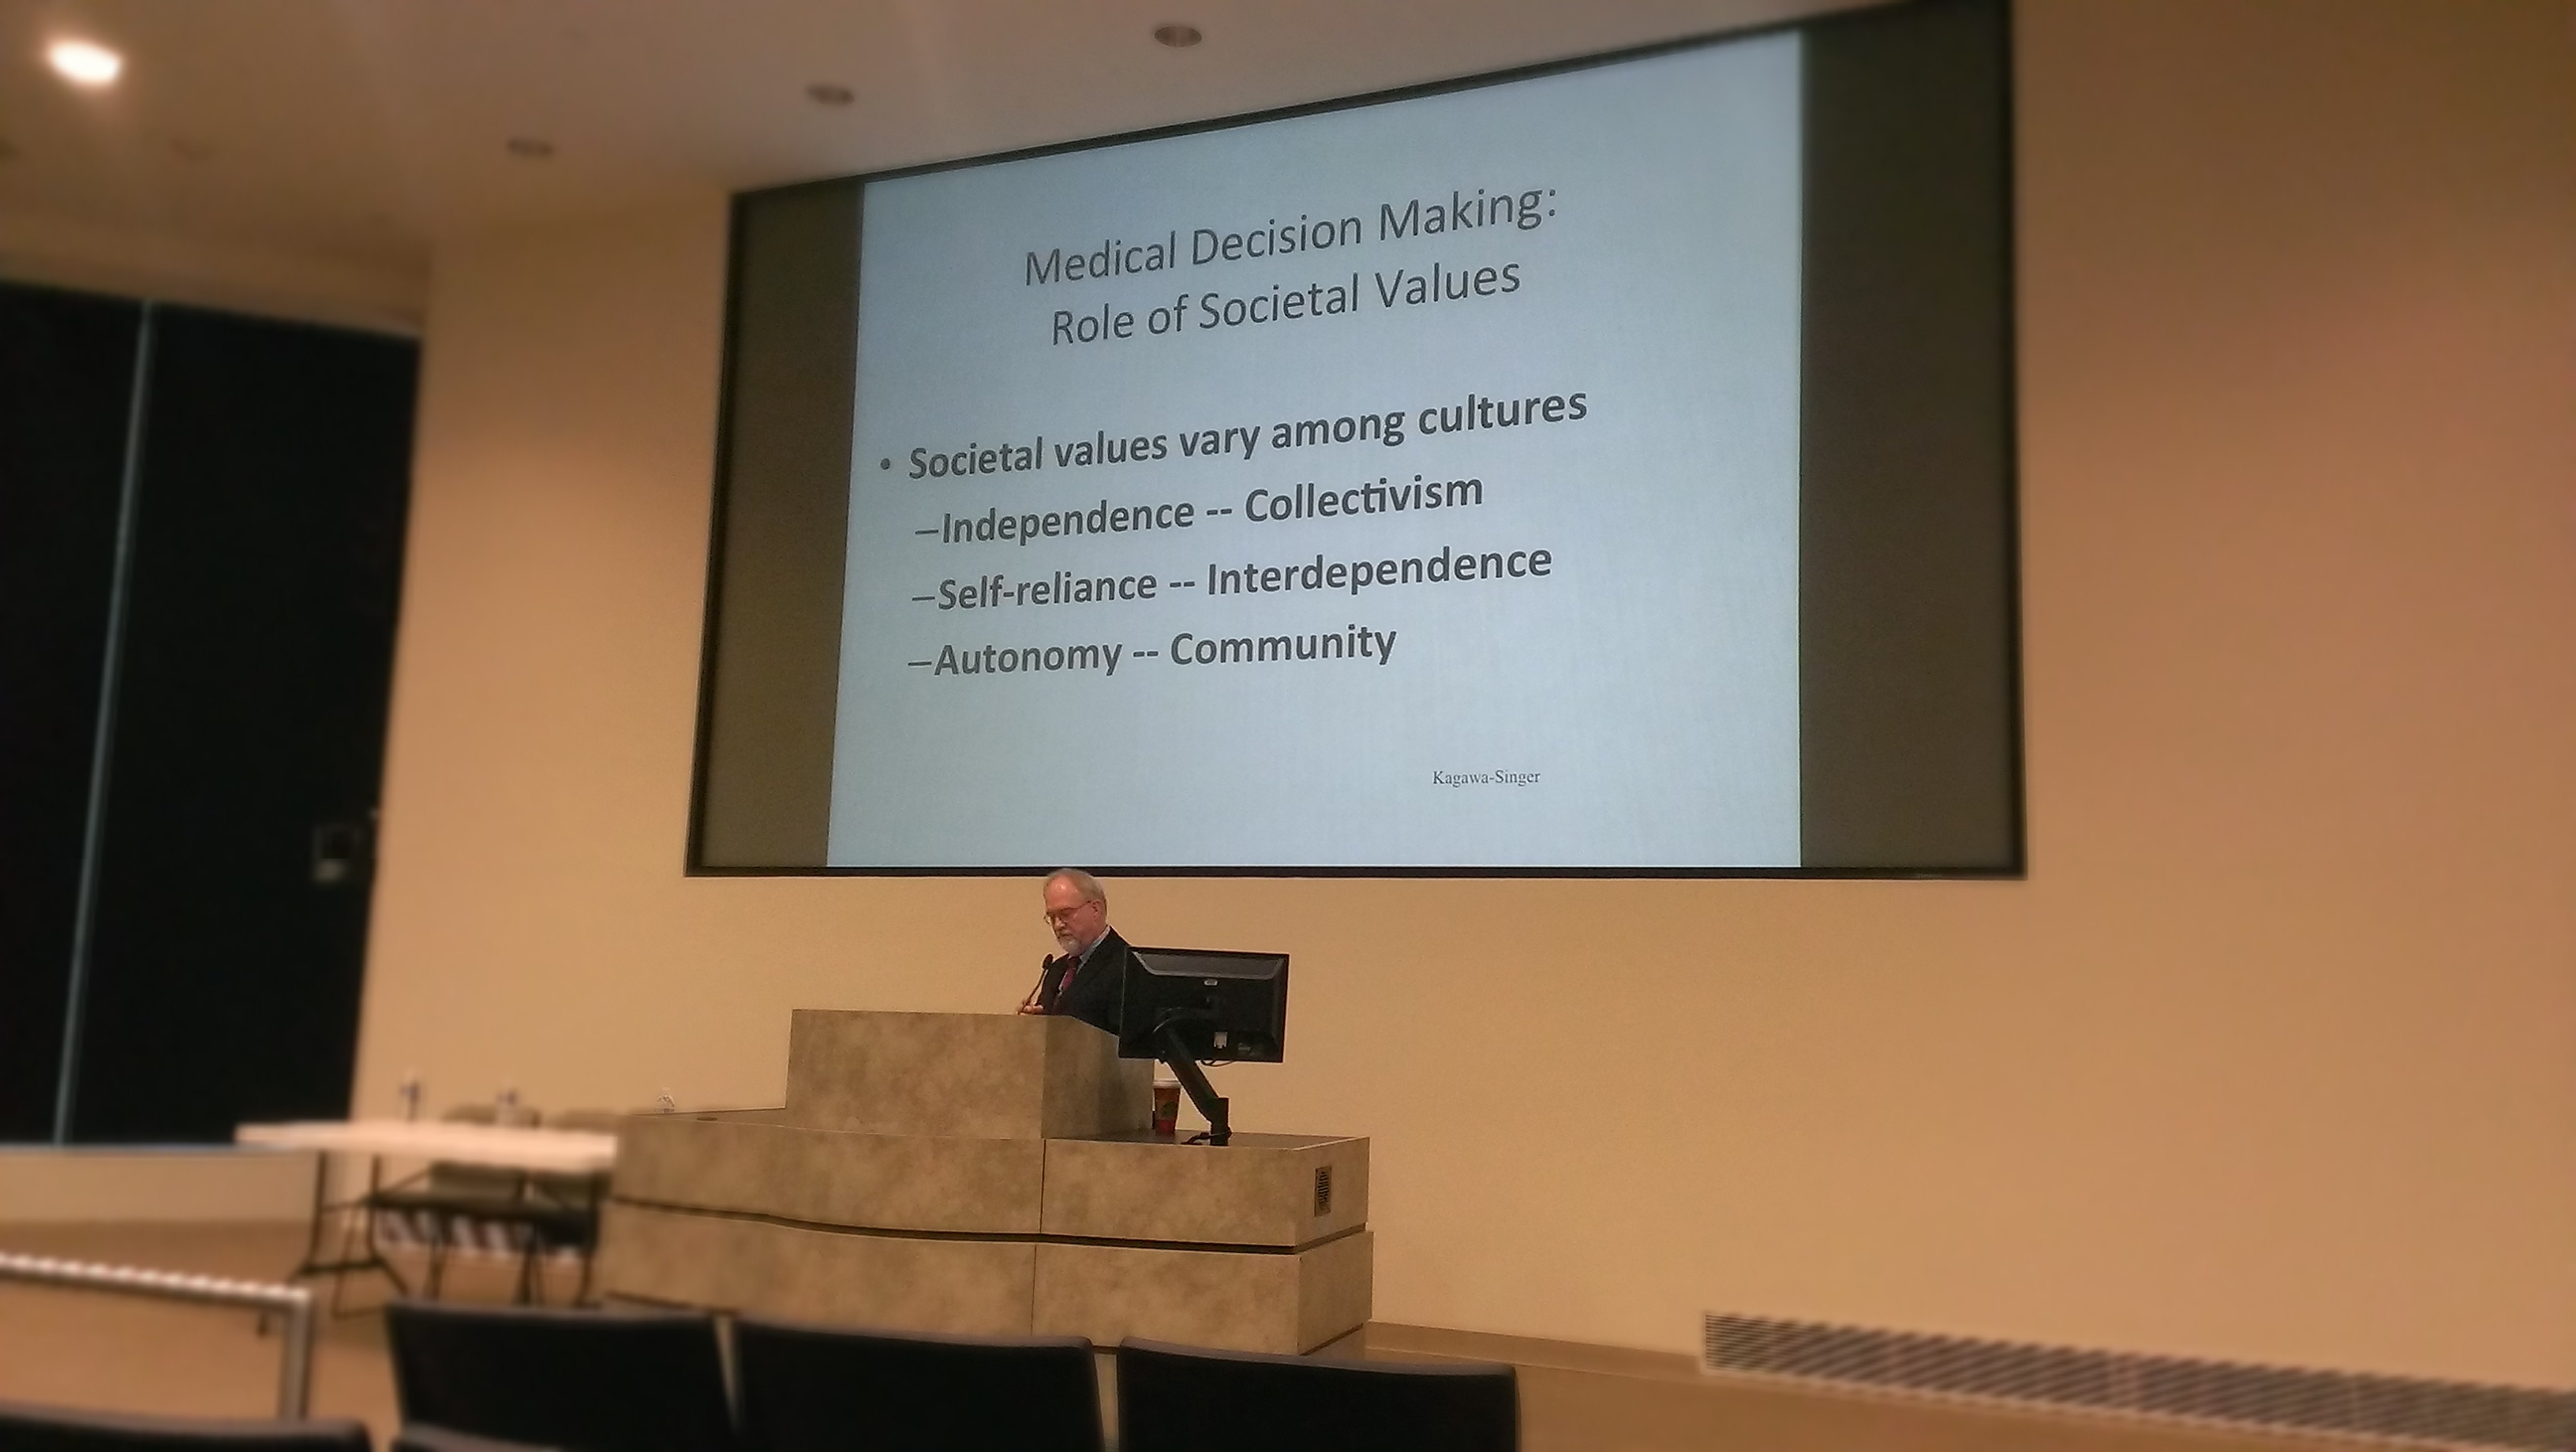 Medical Decision Making:
Role of Societal Values
• Societal values vary among cultures
–Independence -- Collectivism
–Self-reliance -- Interdependence
–Autonomy -- Community
Kagawa-Singer